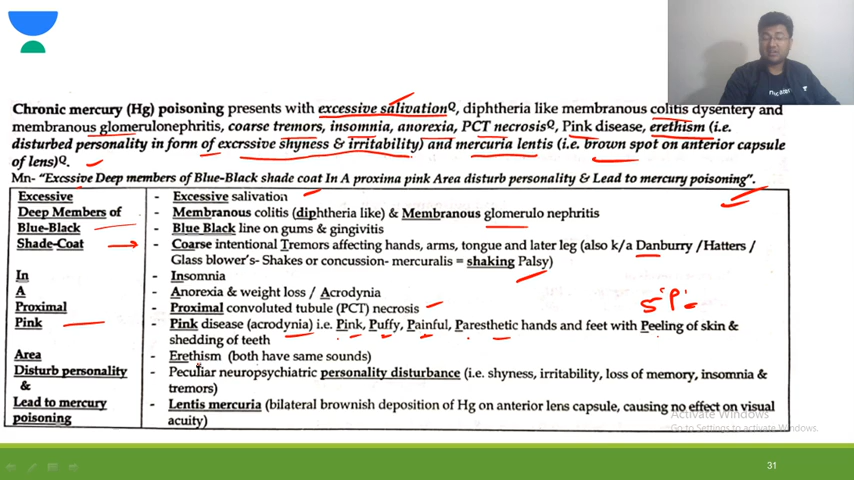 Chronic mercury (Hg) poisoning presents with excessive salivationQ, diphtheria like membranous colitis dysentery and
membranous glomerulonephritis, coarse tremors, insomnia, anorexia, PCT necrosisQ, Pink disease, erethism (i.e.
disturbed personality in form of excrssive shyness & irritability) and mercuria lentis (i.e. brown spot on anterior capsule
of lens)Q.
Mn- "Excssive Deep members of Blue-Black shade coat In A proxima pink Area disturb personality & Lead to mercury poisoning".
Excessive - Excessive salivation
Deep Members of - Membranous colitis (diphtheria like) & Membranous glomerulo nephritis
Blue-Black - Blue Black line on gums & gingivitis
Shade-Coat - Coarse intentional Tremors affecting hands, arms, tongue and later leg (also k/a Danburry/Hatters/
Glass blower's- Shakes or concussion- mercuralis = shaking Palsy)
In - Insomnia
A - Anorexia & weight loss / Acrodynia
Proximal - Proximal convoluted tubule (PCT) necrosis
5 'P'
Pink - Pink disease (acrodynia) i.e. Pink, Puffy, Painful, Paresthetic hands and feet with Peeling of skin &
shedding of teeth
Area - Erethism (both have same sounds)
Disturb personality - Peculiar neuropsychiatric personality disturbance (i.e. shyness, irritability, loss of memory, insomnia &
& tremors)
Lead to mercury - Lentis mercuria (bilateral brownish deposition of Hg on anterior lens capsule, causing no effect on visual
poisoning acuity)
Activate Windows
Go to Settings to activate Windows.
31